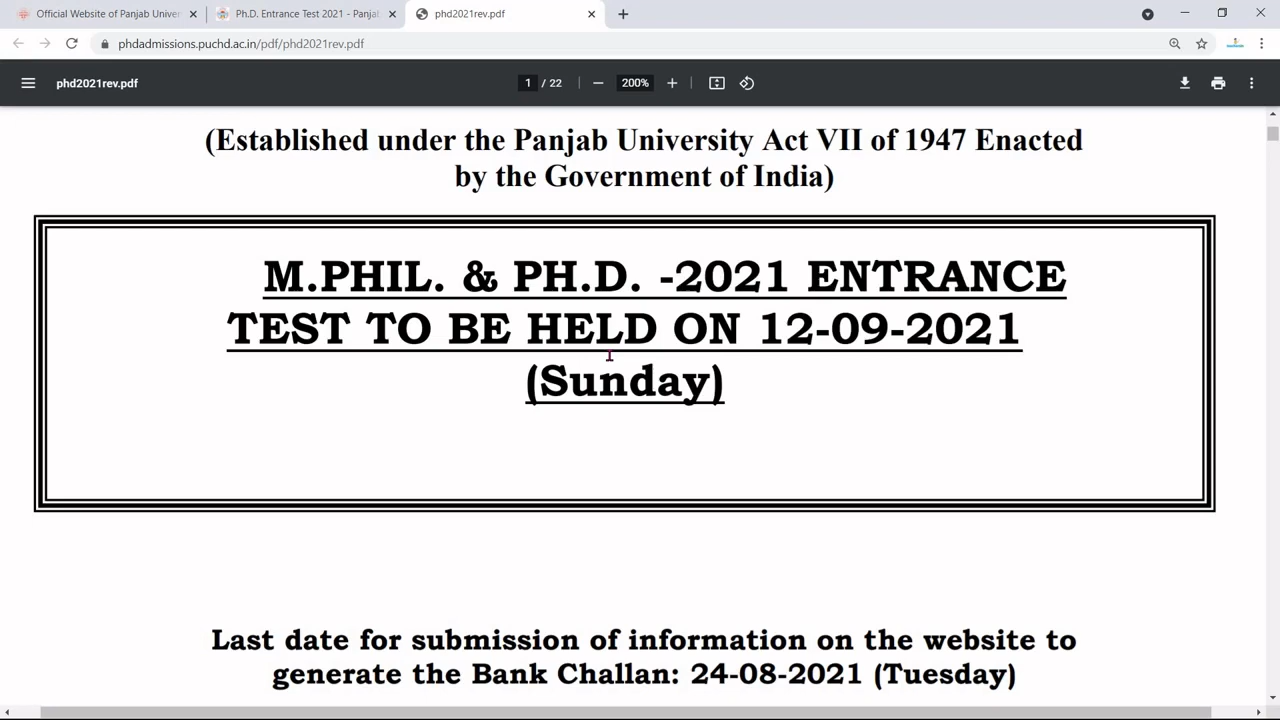 Official Website of Panjab Univer
Ph.D. Entrance Test 2021 - Panjab
phd2021rev.pdf
phdadmissions.puchd.ac.in/pdf/phd2021rev.pdf
phd2021rev.pdf
1 / 22
200%
(Established under the Panjab University Act VII of 1947 Enacted
by the Government of India)
M.PHIL. & PH.D. -2021 ENTRANCE
TEST TO BE HELD ON 12-09-2021
(Sunday)
Last date for submission of information on the website to
generate the Bank Challan: 24-08-2021 (Tuesday)